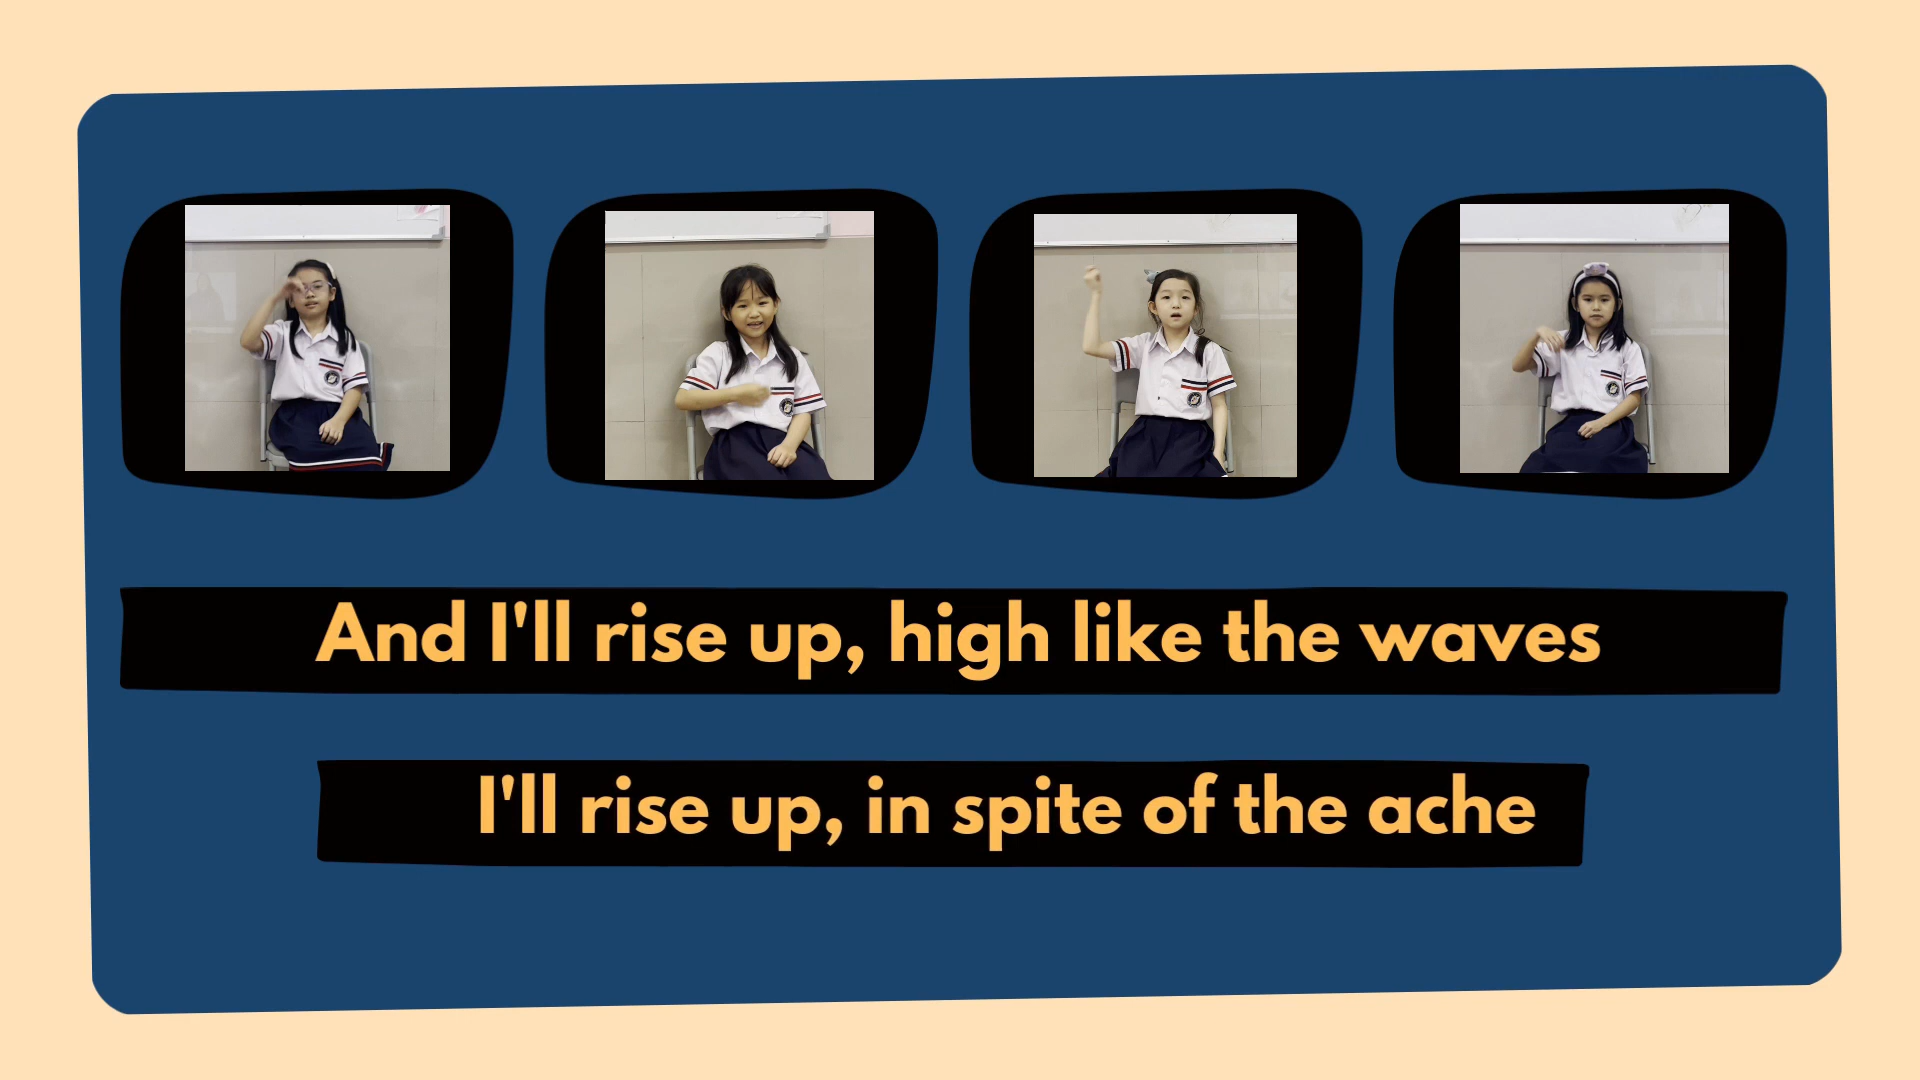 And I'll rise up, high like the waves
I'll rise up, in spite of the ache